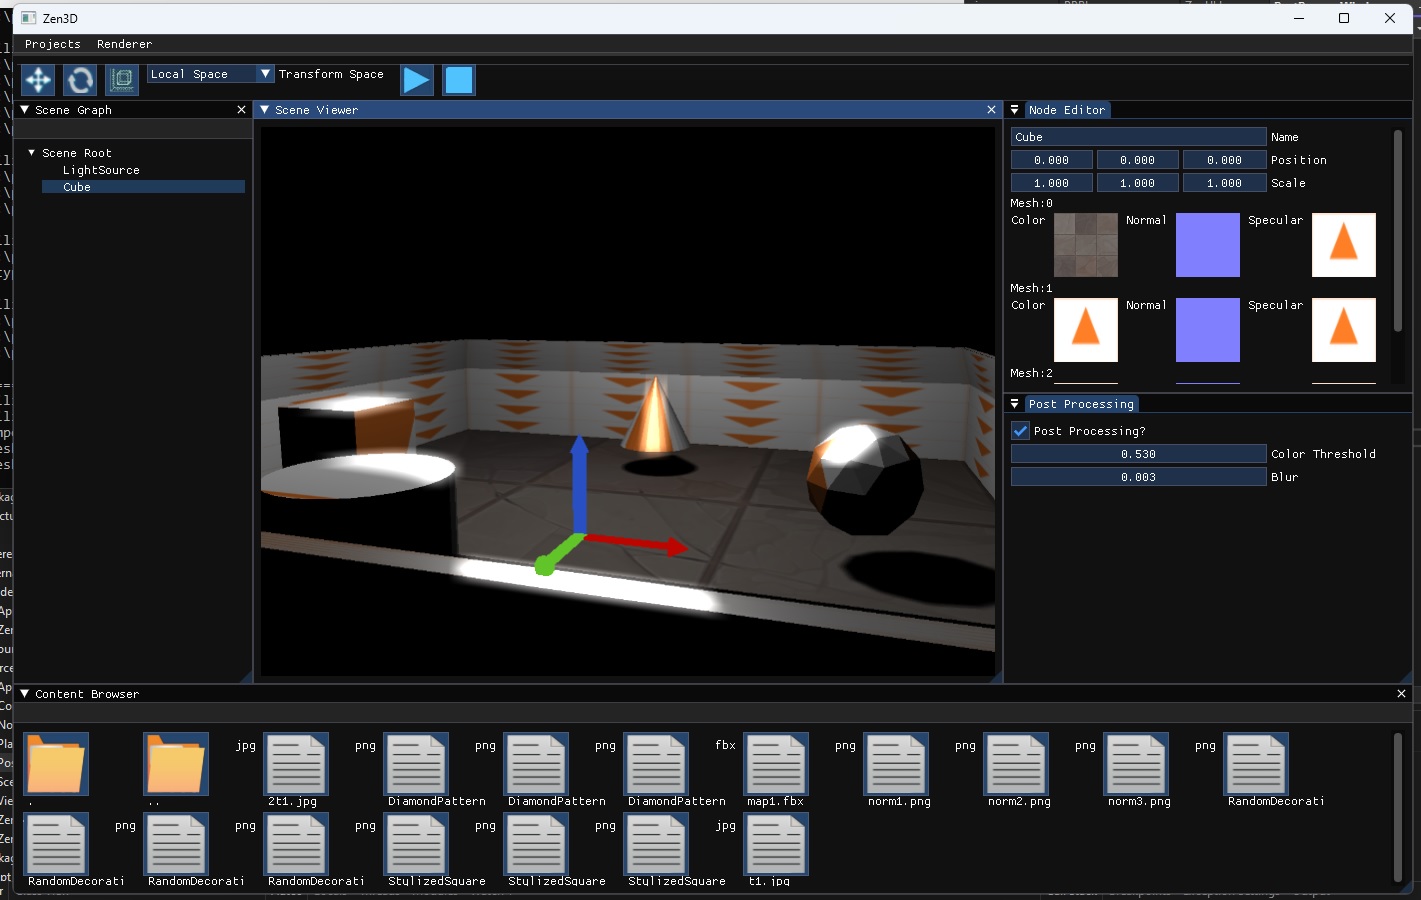 Zen3D
Projects Renderer
Local Space Transform Space
Scene Graph
Scene Root
LightSource
Cube
Scene Viewer
Node Editor
Cube Name
0.000 0.000 0.000 Position
1.000 1.000 1.000 Scale
Mesh:0
Color Normal Specular
Mesh:1
Color Normal Specular
Mesh:2
Post Processing
Post Processing?
0.530 Color Threshold
0.003 Blur
Content Browser
jpg png png png fbx png png png png
. .. 2t1.jpg DiamondPattern DiamondPattern DiamondPattern map1.fbx norm1.png norm2.png norm3.png RandomDecorati
png png png png png jpg
RandomDecorati RandomDecorati RandomDecorati StylizedSquare StylizedSquare StylizedSquare t1.jpg